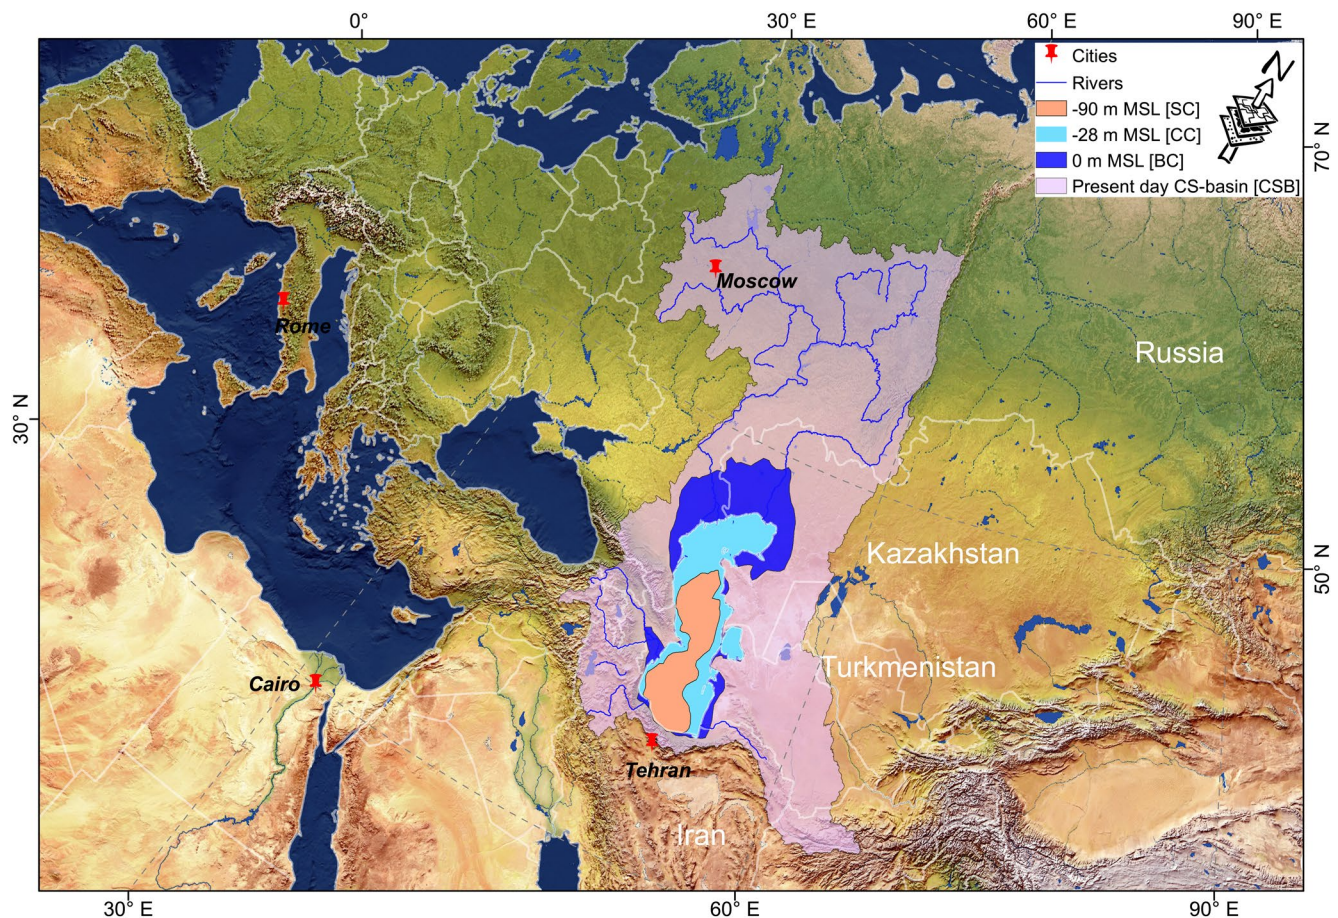 0°
30° E
60° E
90° E
N
Cities
Rivers
-90 m MSL [SC]
-28 m MSL [CC]
0 m MSL [BC]
Present day CS-basin [CSB]
70° N
Moscow
Rome
Russia
30° N
Kazakhstan
50° N
Turkmenistan
Cairo
Tehran
Iran
30° E
60° E
90° E